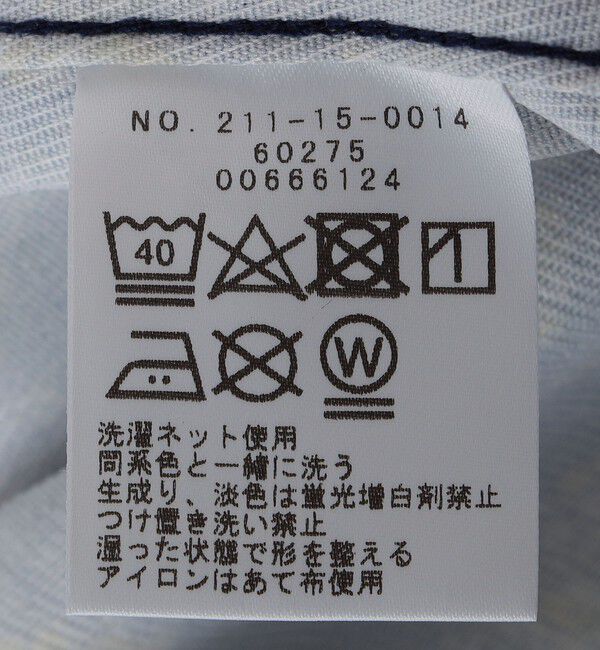 NO. 211-15-0014
60275
00666124
40
W
洗濯ネット使用
同系色と一緒に洗う
生成り、淡色は蛍光増白剤禁止
つけ置き洗い禁止
湿った状態で形を整える
アイロンはあて布使用